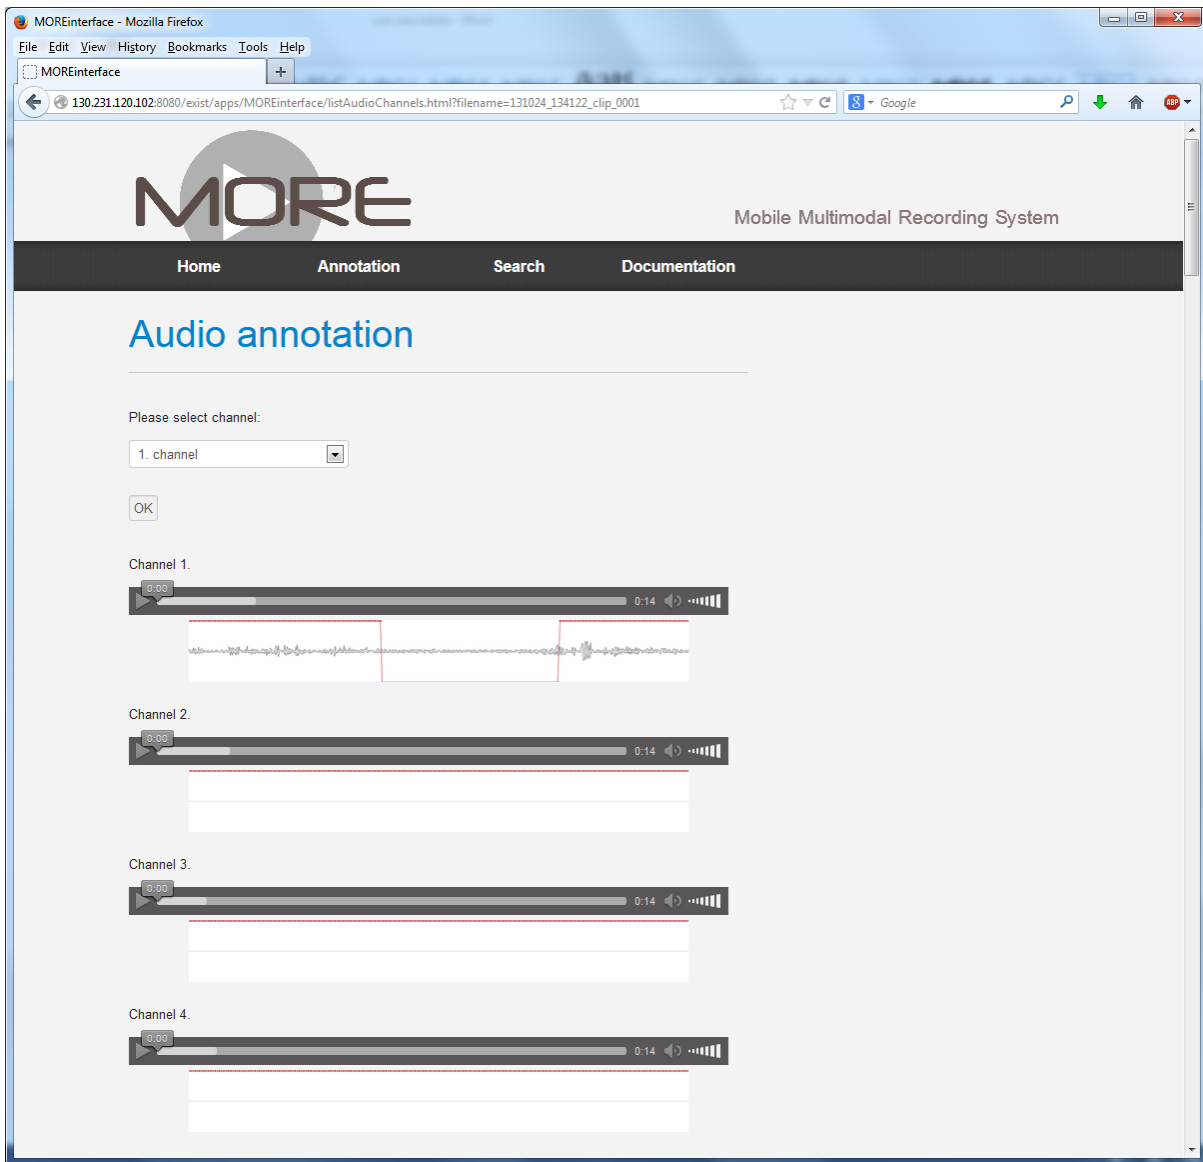 MOREinterface - Mozilla Firefox
File Edit View History Bookmarks Tools Help
MOREinterface +
130.231.120.102:8080/exist/apps/MOREinterface/listAudioChannels.html?filename=131024_134122_clip_0001 8 Google ABP
MORE
Mobile Multimodal Recording System
Home Annotation Search Documentation
Audio annotation
Please select channel:
1. channel
OK
Channel 1.
0:00
0:14
Channel 2.
0:00
0:14
Channel 3.
0:00
0:14
Channel 4.
0:00
0:14